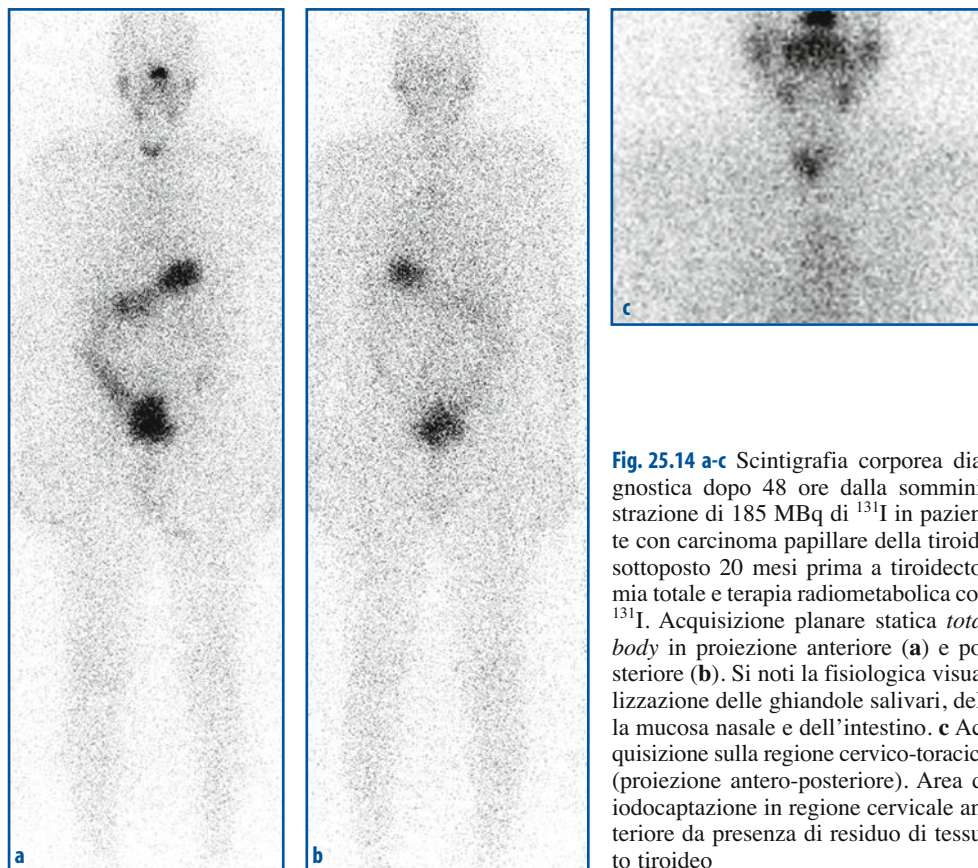 a
b
c
Fig. 25.14 a-c Scintigrafia corporea dia
gnostica dopo 48 ore dalla sommini
strazione di 185 MBq di ¹³¹I in pazien
te con carcinoma papillare della tiroid
sottoposto 20 mesi prima a tiroidecto
mia totale e terapia radiometabolica co
¹³¹I. Acquisizione planare statica tota
body in proiezione anteriore (a) e po
steriore (b). Si noti la fisiologica visua
lizzazione delle ghiandole salivari, del
la mucosa nasale e dell'intestino. c Ac
quisizione sulla regione cervico-toracic
(proiezione antero-posteriore). Area d
iodocaptazione in regione cervicale an
teriore da presenza di residuo di tessu
to tiroideo